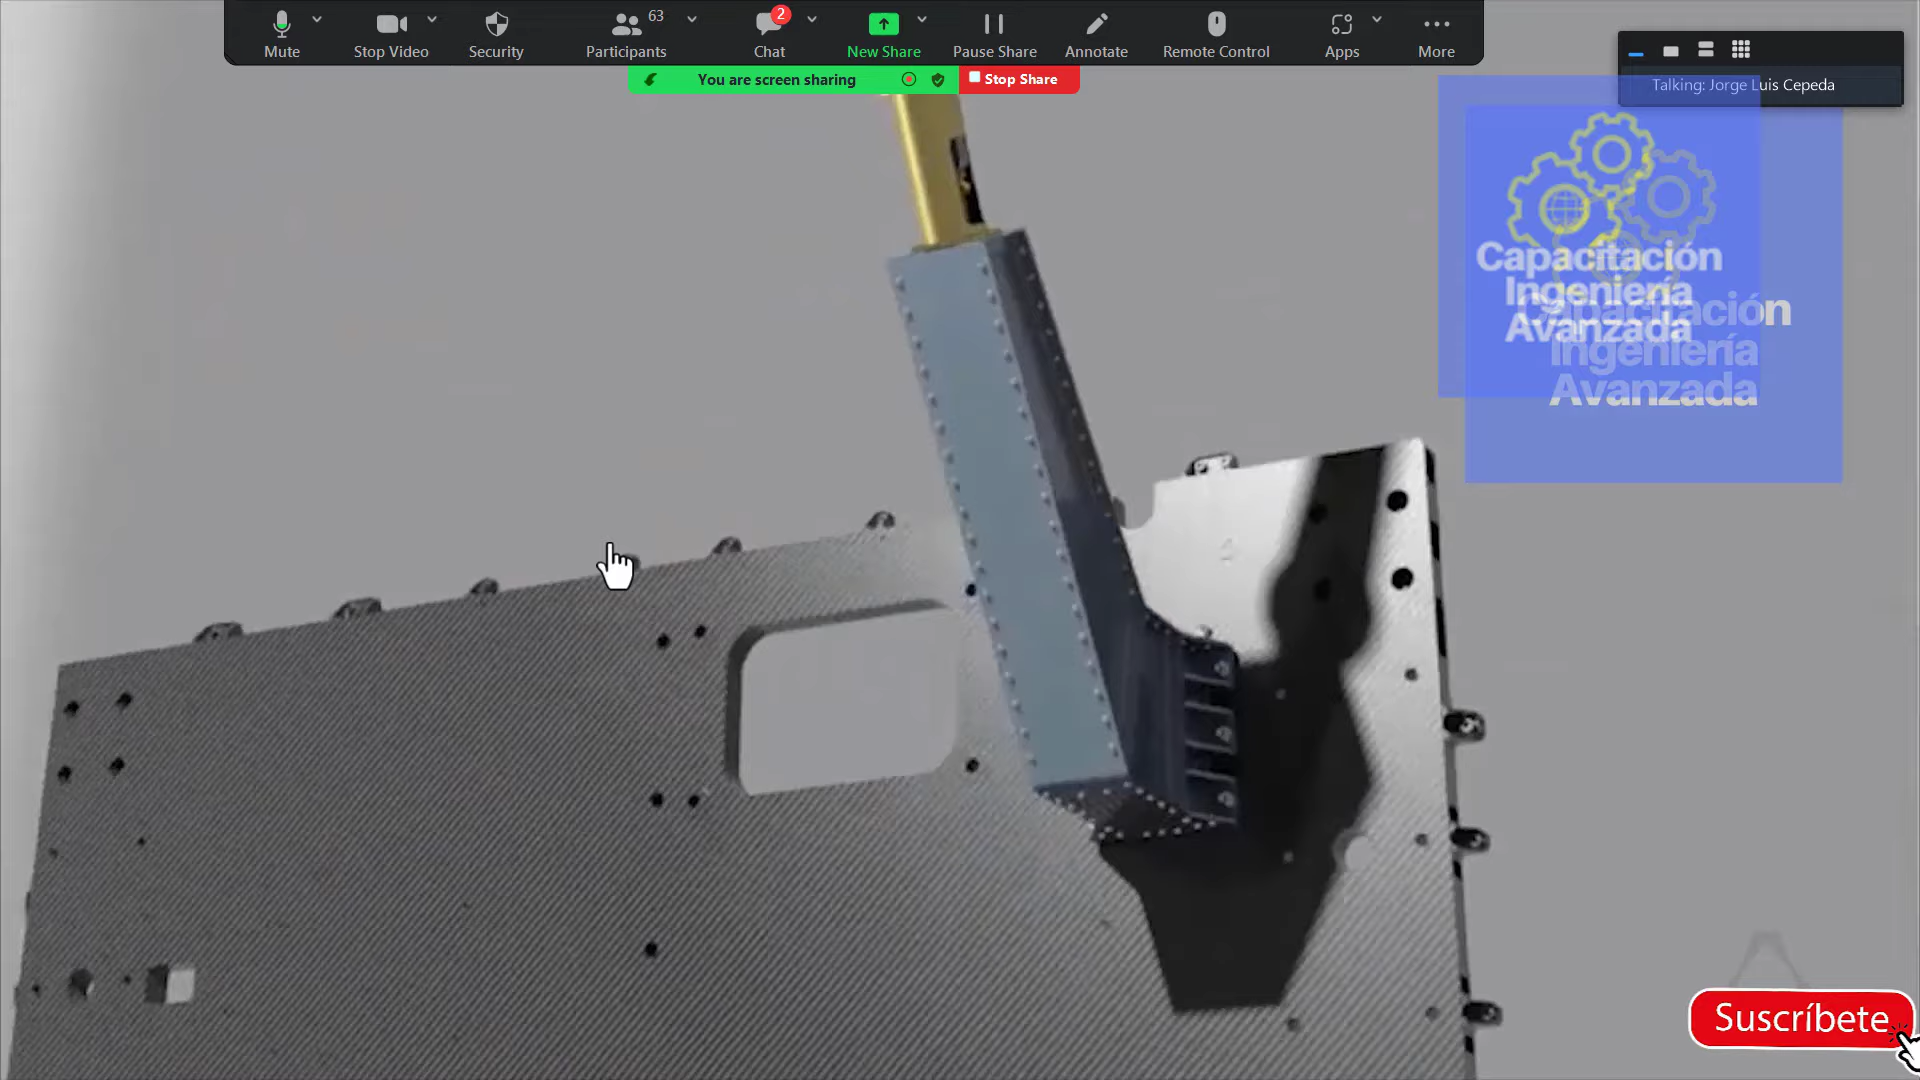 63
2
Mute
Stop Video
Security
Participants
Chat
New Share
Pause Share
Annotate
Remote Control
Apps
More
You are screen sharing
Stop Share
Talking: Jorge Luis Cepeda
Capacitación
Ingeniería
Avanzada
Capacitación
Ingeniería
Avanzada
Suscríbete